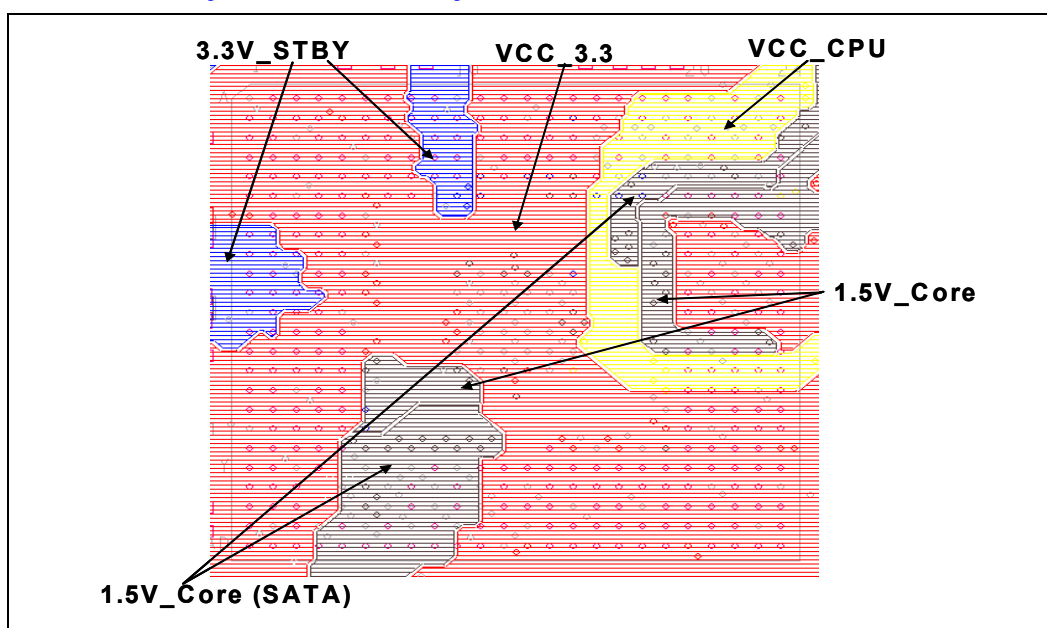 3.3V_STBY
VCC_3.3
VCC_CPU
1.5V_Core
1.5V_Core (SATA)